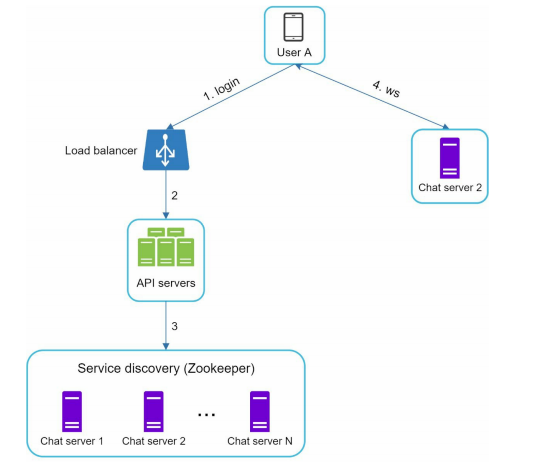 User A
1. login
4. ws
Load balancer
Chat server 2
2
API servers
3
Service discovery (Zookeeper)
...
Chat server 1
Chat server 2
Chat server N